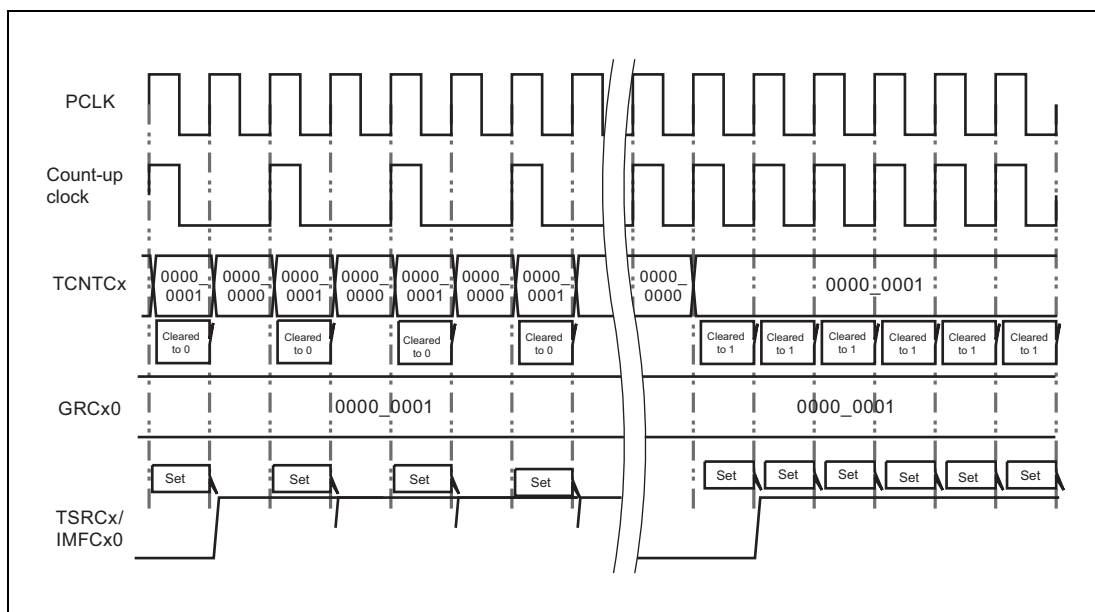 PCLK
Count-up
clock
TCNTCx
0000_
0001
0000_
0000
0000_
0001
0000_
0000
0000_
0001
0000_
0000
0000_
0001
0000_
0000
0000_0001
Cleared
to 0
Cleared
to 0
Cleared
to 0
Cleared
to 0
Cleared
to 1
Cleared
to 1
Cleared
to 1
Cleared
to 1
Cleared
to 1
Cleared
to 1
GRCx0
0000_0001
0000_0001
Set
Set
Set
Set
Set
Set
Set
Set
Set
Set
TSRCx/
IMFCx0